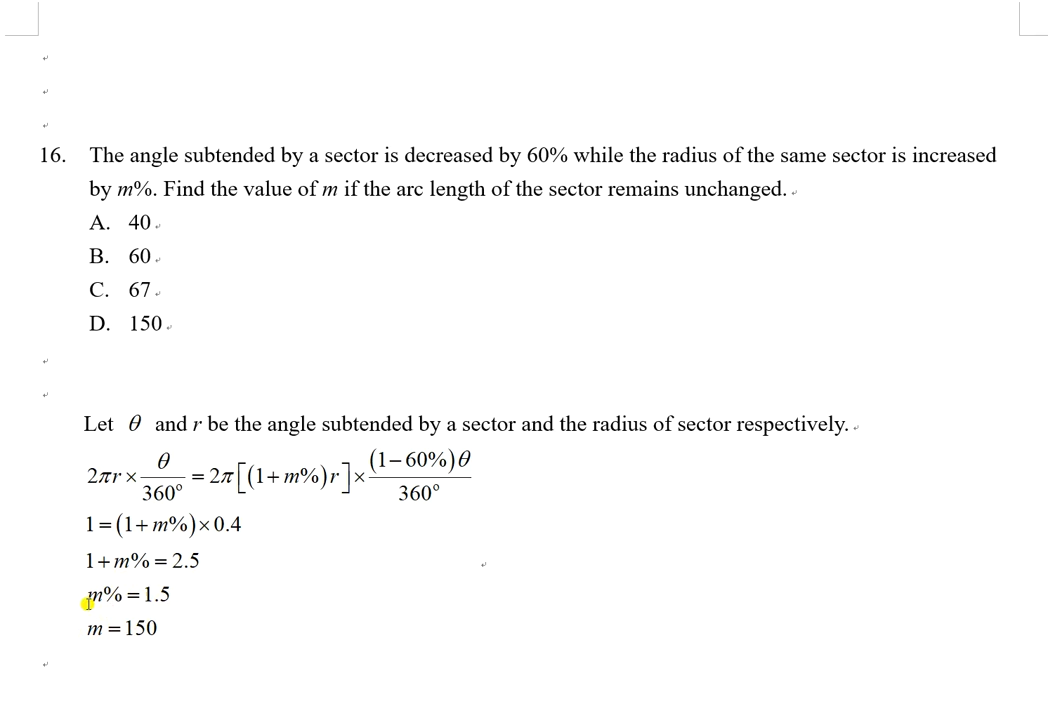 16. The angle subtended by a sector is decreased by 60% while the radius of the same sector is increased
by m%. Find the value of m if the arc length of the sector remains unchanged.
A. 40
B. 60
C. 67
D. 150
Let θ and r be the angle subtended by a sector and the radius of sector respectively.
2πr × θ/360° = 2π[(1+m%)r] × (1−60%)θ/360°
1 = (1+m%)×0.4
1+m% = 2.5
m% = 1.5
m = 150